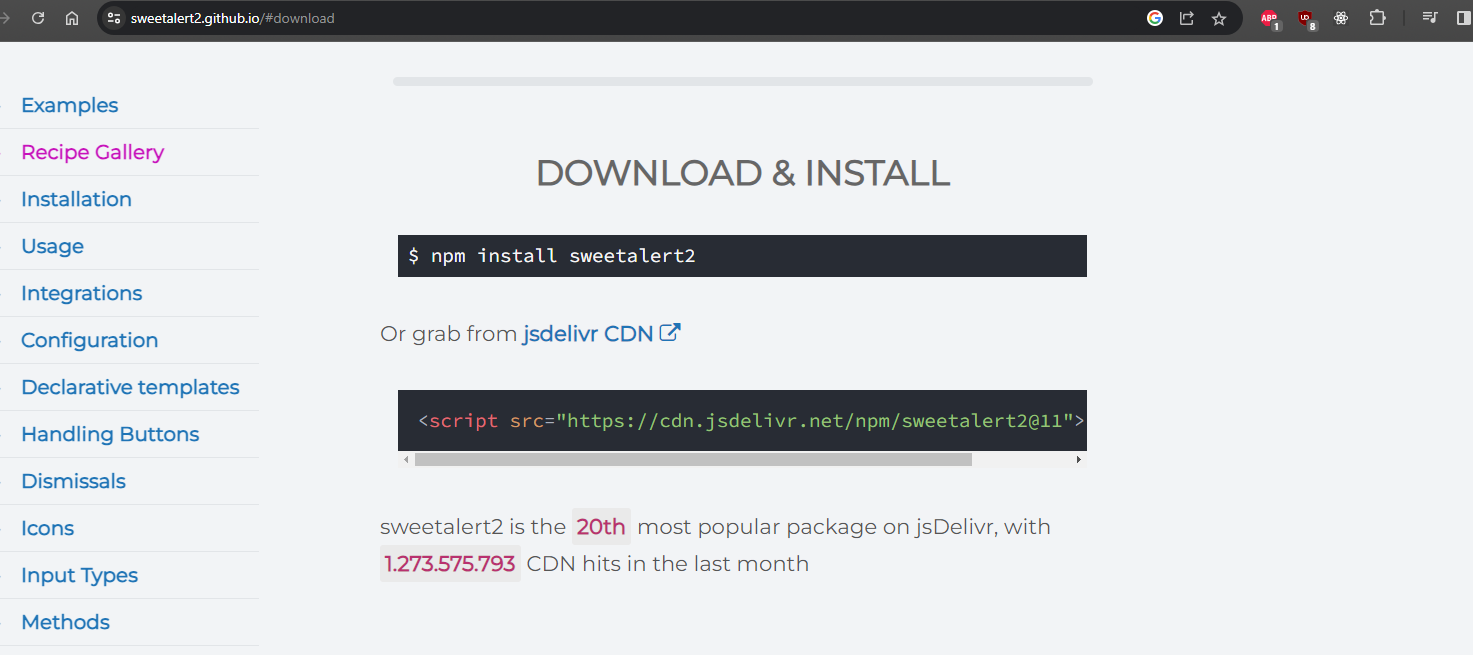 sweetalert2.github.io/#download
ABP
1
UD
8
Examples
Recipe Gallery
Installation
Usage
Integrations
Configuration
Declarative templates
Handling Buttons
Dismissals
Icons
Input Types
Methods
DOWNLOAD & INSTALL
$ npm install sweetalert2
Or grab from jsdelivr CDN
<script src="https://cdn.jsdelivr.net/npm/sweetalert2@11">
sweetalert2 is the 20th most popular package on jsDelivr, with
1.273.575.793 CDN hits in the last month